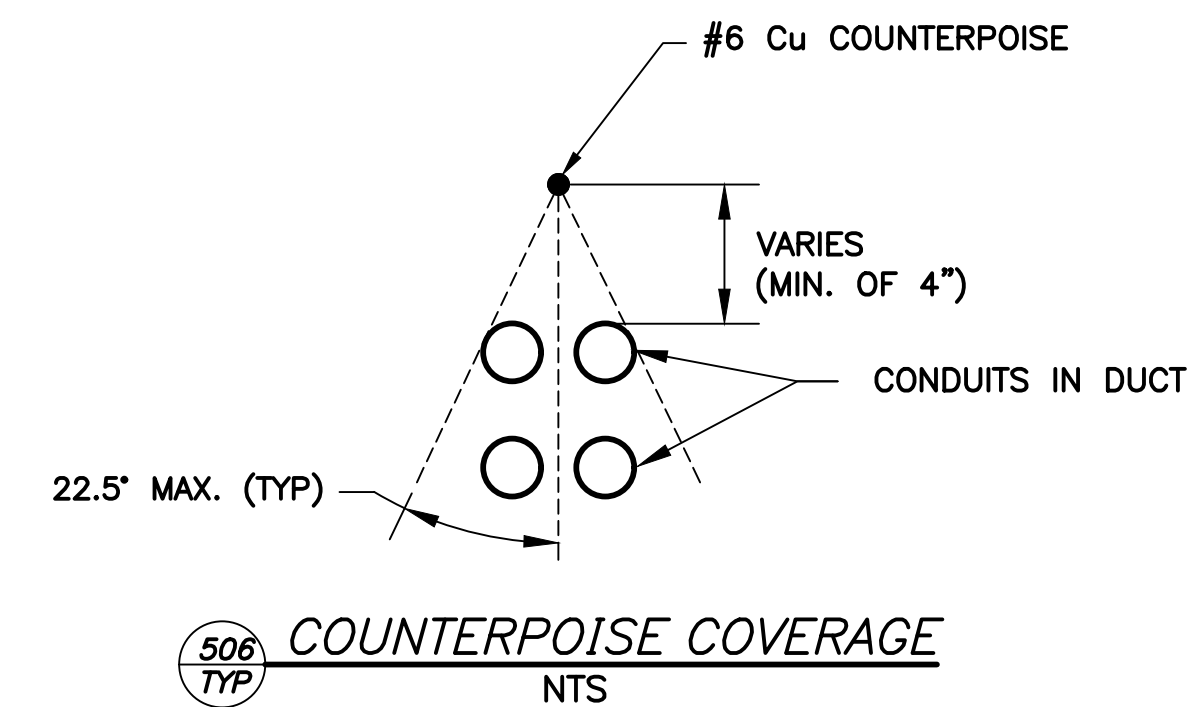 #6 Cu COUNTERPOISE
VARIES
(MIN. OF 4”)
CONDUITS IN DUCT
22.5° MAX. (TYP)
506
TYP
COUNTERPOISE COVERAGE
NTS